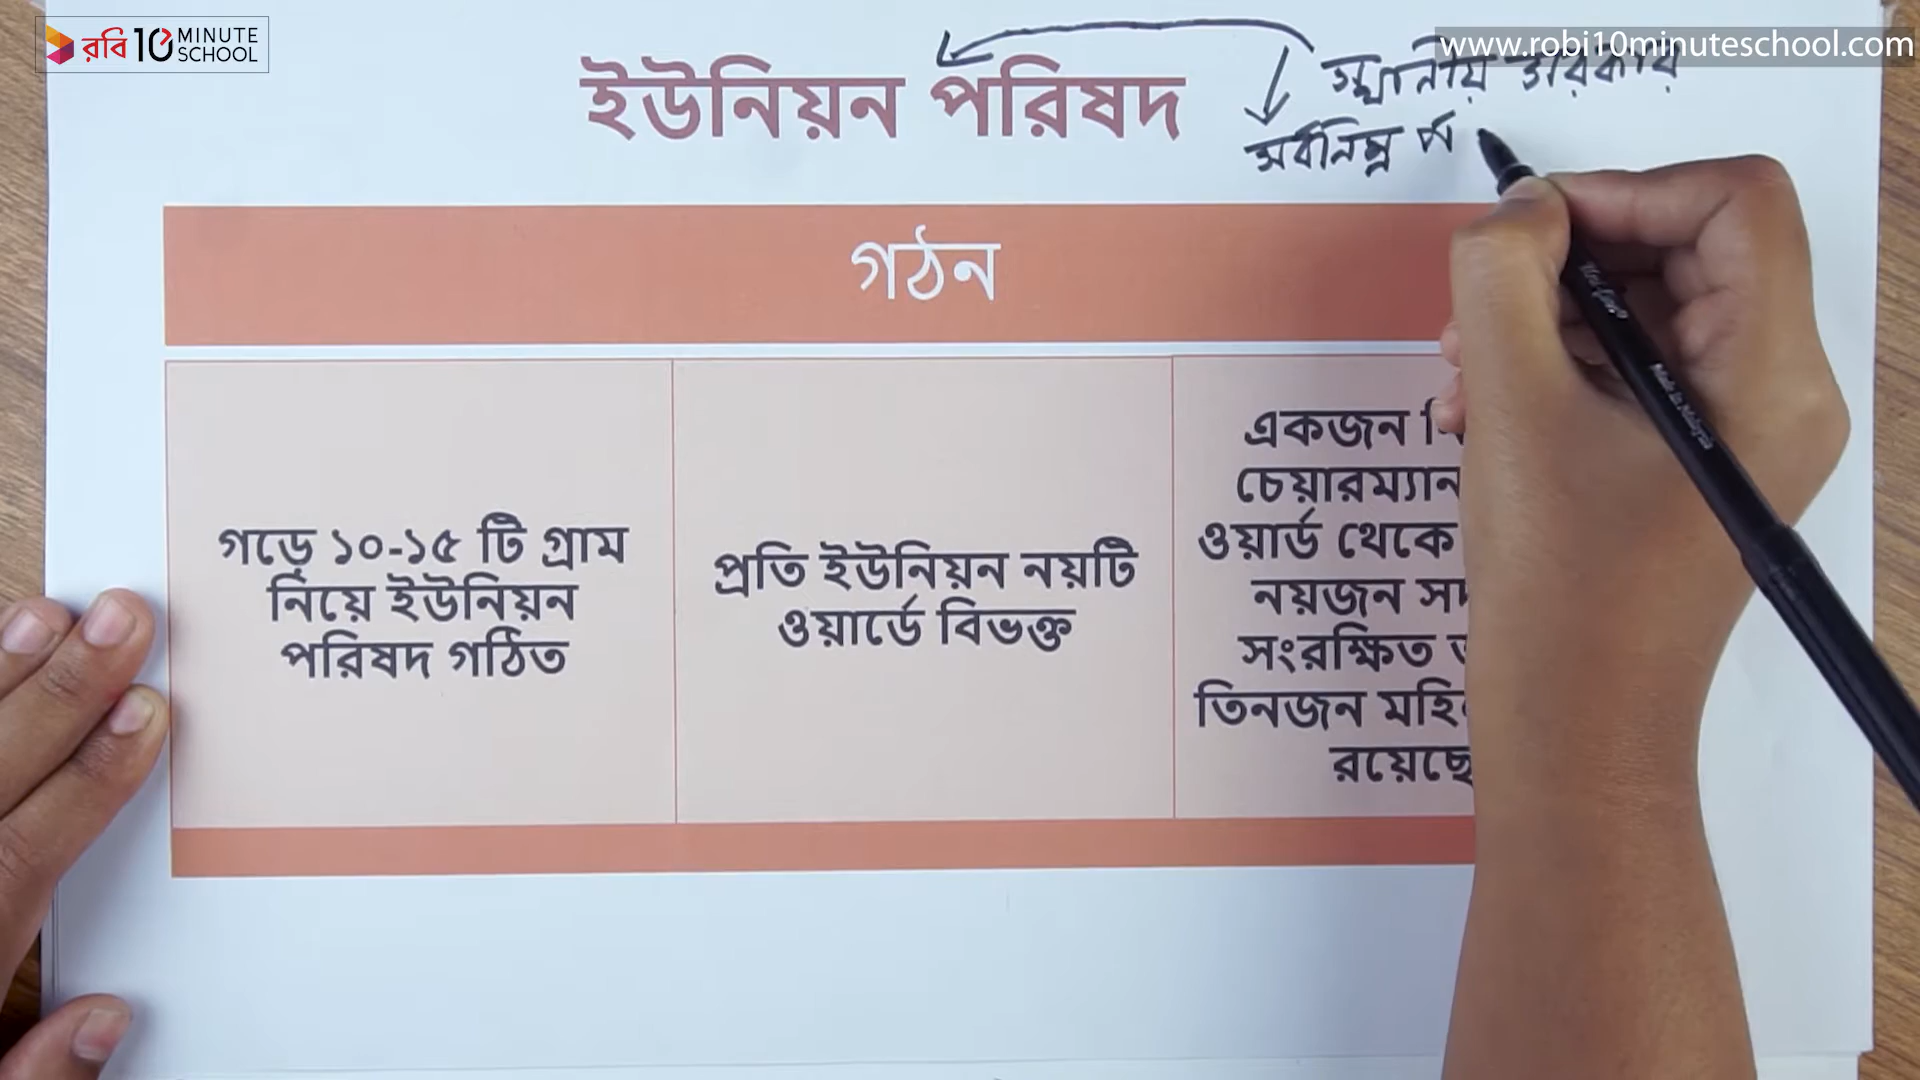 রবি 10 MINUTE SCHOOL
www.robi10minuteschool.com
ইউনিয়ন পরিষদ
স্থানীয় সরকার
সর্বনিম্ন
গঠন
গড়ে ১০-১৫ টি গ্রাম
নিয়ে ইউনিয়ন
পরিষদ গঠিত
প্রতি ইউনিয়ন নয়টি
ওয়ার্ডে বিভক্ত
একজন
চেয়ারম্যান
ওয়ার্ড থেকে
নয়জন
সংরক্ষিত
তিনজন
রয়েছে